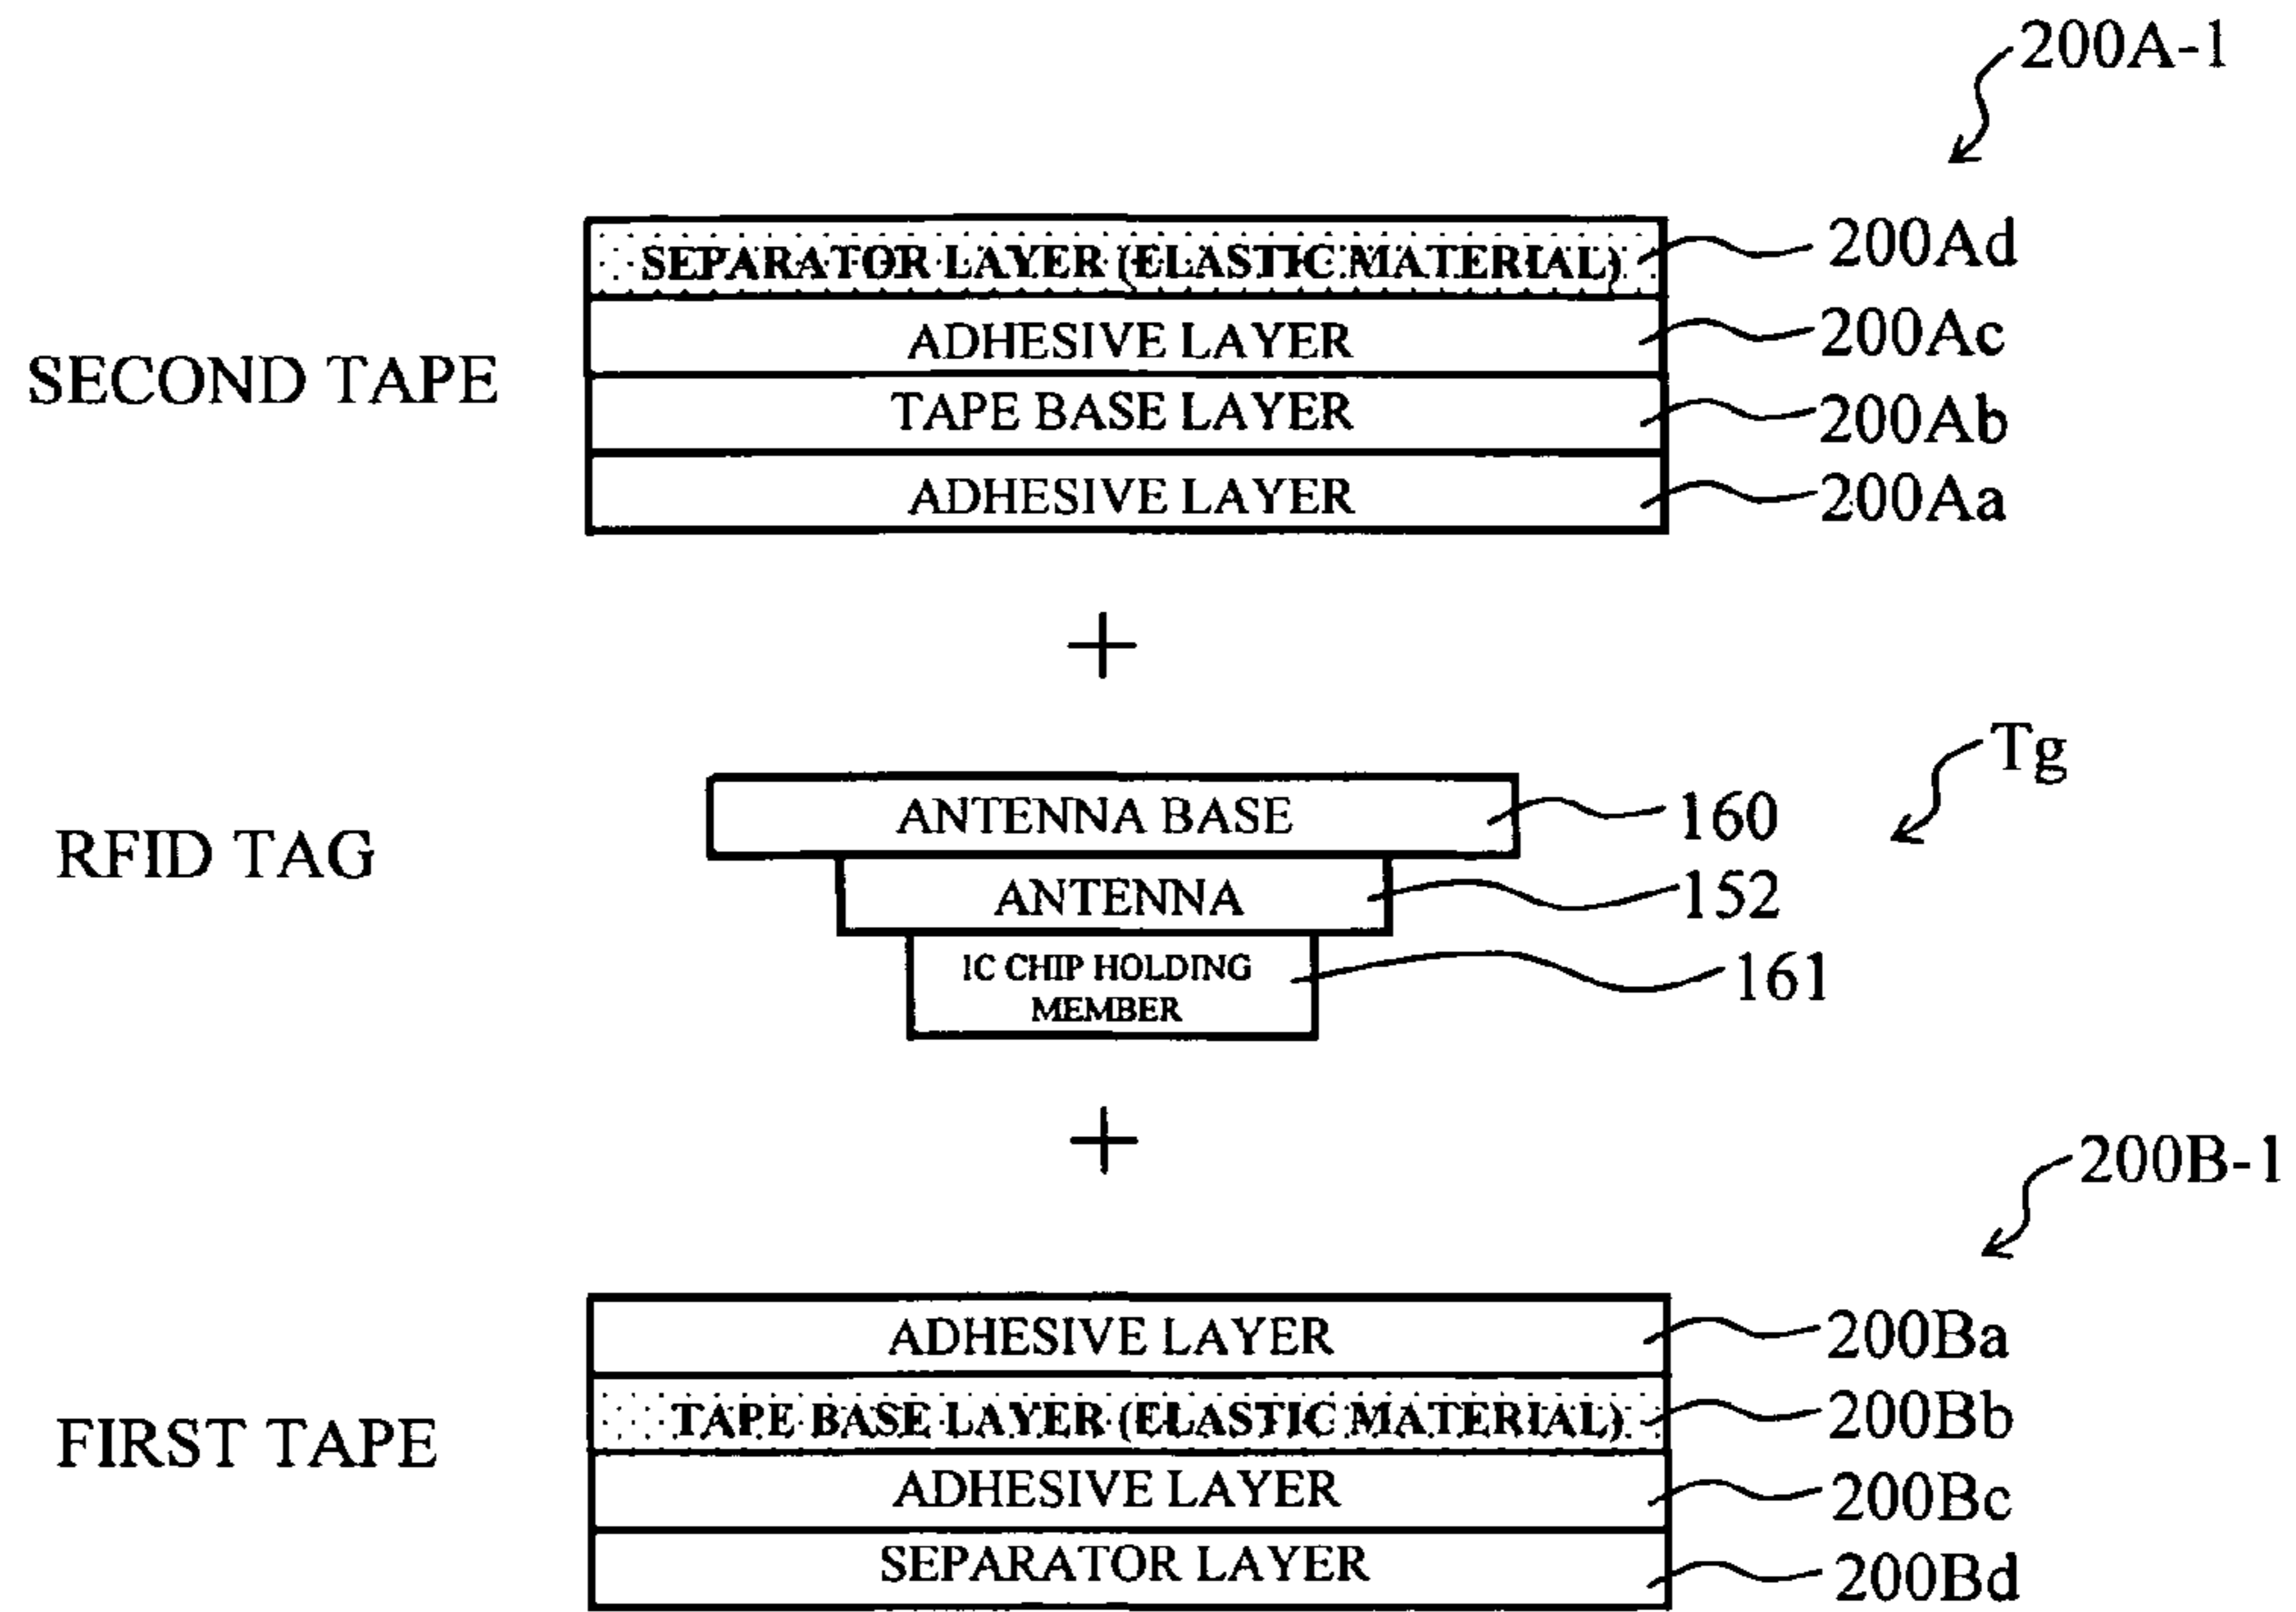 200A-1
SEPARATOR LAYER (ELASTIC MATERIAL) 200Ad
ADHESIVE LAYER 200Ac
SECOND TAPE
TAPE BASE LAYER 200Ab
ADHESIVE LAYER 200Aa
+
Tg
ANTENNA BASE 160
RFID TAG
ANTENNA 152
IC CHIP HOLDING 161
MEMBER
+
200B-1
ADHESIVE LAYER 200Ba
TAPE BASE LAYER (ELASTIC MATERIAL) 200Bb
FIRST TAPE
ADHESIVE LAYER 200Bc
SEPARATOR LAYER 200Bd